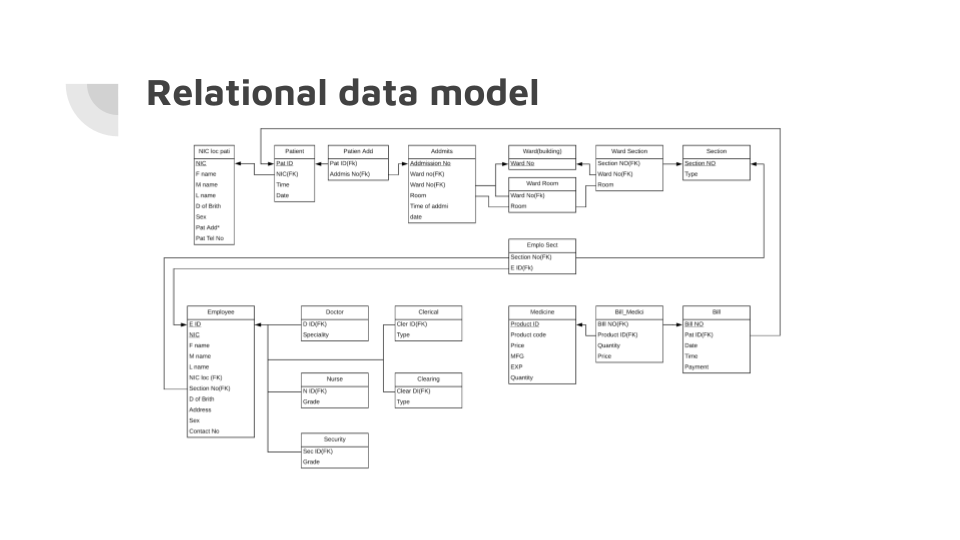 Relational data model
NIC loc pati
NIC
F name
M name
L name
D of Brith
Sex
Pat Add*
Pat Tel No
Patient
Pat ID
NIC(FK)
Time
Date
Patien Add
Pat ID(Fk)
Addmis No(Fk)
Addmits
Addmission No
Ward no(FK)
Ward No(FK)
Room
Time of addmi
date
Ward(building)
Ward No
Ward Room
Ward No(Fk)
Room
Ward Section
Section NO(FK)
Ward No(FK)
Room
Section
Section NO
Type
Emplo Sect
Section No(FK)
E ID(Fk)
Employee
E ID
NIC
F name
M name
L name
NIC loc (FK)
Section No(FK)
D of Brith
Address
Sex
Contact No
Doctor
D ID(FK)
Speciality
Clerical
Cler ID(FK)
Type
Nurse
N ID(FK)
Grade
Clearing
Clear DI(FK)
Type
Security
Sec ID(FK)
Grade
Medicine
Product ID
Product code
Price
MFG
EXP
Quantity
Bill_Medici
Bill NO(FK)
Product ID(FK)
Quantity
Price
Bill
Bill NO
Pat ID(FK)
Date
Time
Payment